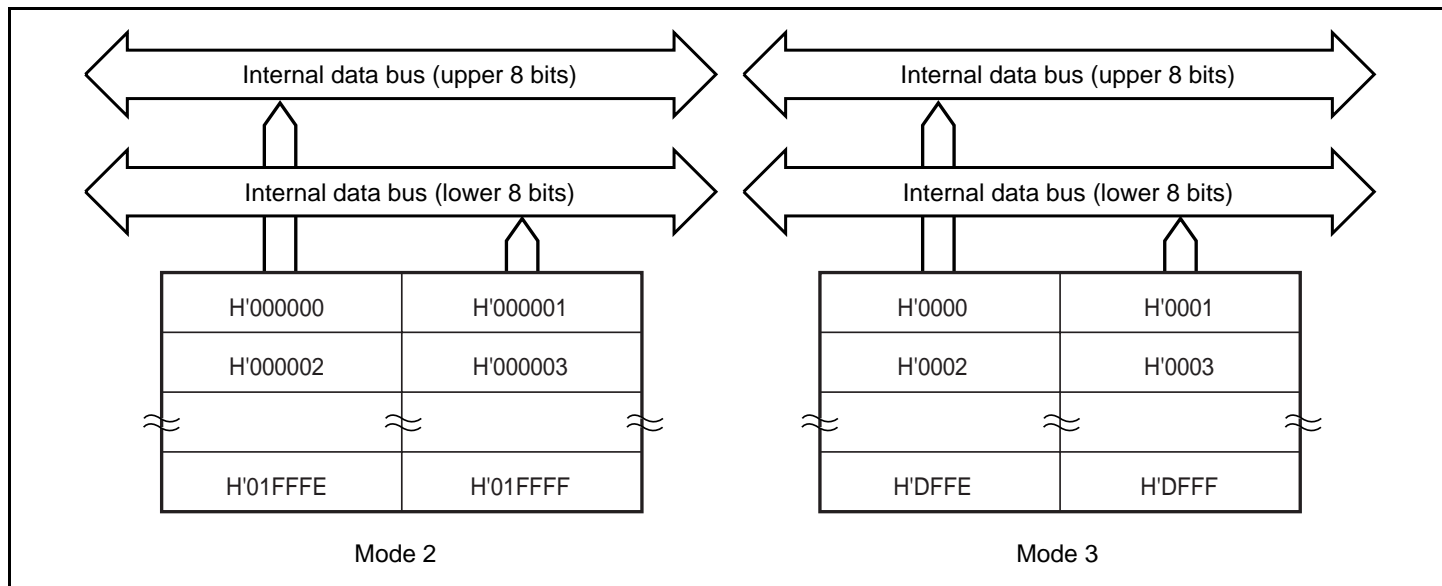 Internal data bus (upper 8 bits)
Internal data bus (lower 8 bits)
H'000000 H'000001
H'000002 H'000003
H'01FFFE H'01FFFF
Mode 2
Internal data bus (upper 8 bits)
Internal data bus (lower 8 bits)
H'0000 H'0001
H'0002 H'0003
H'DFFE H'DFFF
Mode 3